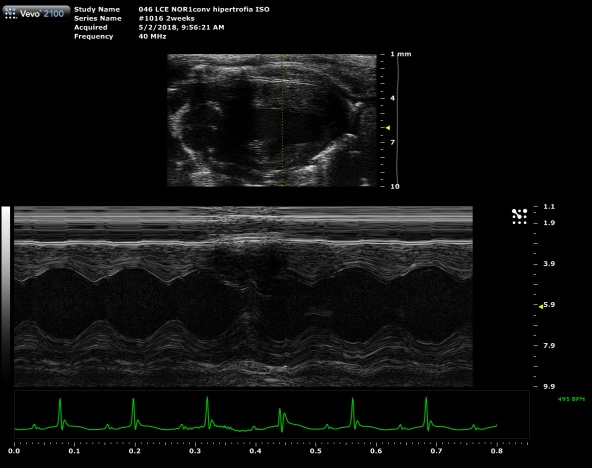 Vevo 2100
Study Name 046 LCE NOR1conv hipertrofia ISO
Series Name #1016 2weeks
Acquired 5/2/2018, 9:56:21 AM
Frequency 40 MHz
1 mm
4
7
10
1.1
1.9
3.9
5.9
7.9
9.9
495 BPM
0.0 0.1 0.2 0.3 0.4 0.5 0.6 0.7 0.8